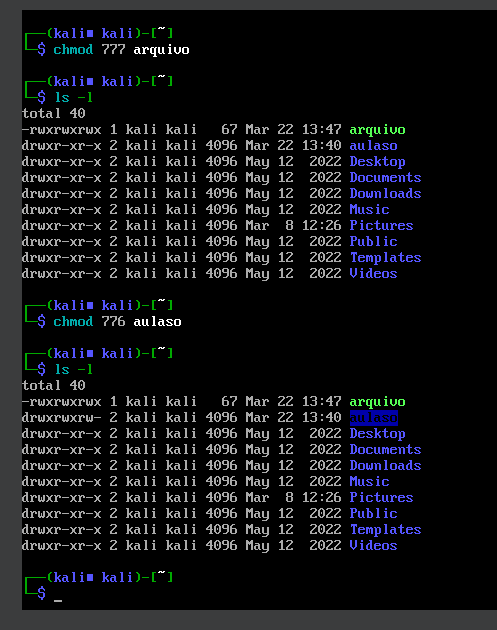 ┌──(kali■ kali)-[~]
└─$ chmod 777 arquivo

┌──(kali■ kali)-[~]
└─$ ls -l
total 40
-rwxrwxrwx 1 kali kali   67 Mar 22 13:47 arquivo
drwxr-xr-x 2 kali kali 4096 Mar 22 13:40 aulaso
drwxr-xr-x 2 kali kali 4096 May 12  2022 Desktop
drwxr-xr-x 2 kali kali 4096 May 12  2022 Documents
drwxr-xr-x 2 kali kali 4096 May 12  2022 Downloads
drwxr-xr-x 2 kali kali 4096 May 12  2022 Music
drwxr-xr-x 2 kali kali 4096 Mar  8 12:26 Pictures
drwxr-xr-x 2 kali kali 4096 May 12  2022 Public
drwxr-xr-x 2 kali kali 4096 May 12  2022 Templates
drwxr-xr-x 2 kali kali 4096 May 12  2022 Videos

┌──(kali■ kali)-[~]
└─$ chmod 776 aulaso

┌──(kali■ kali)-[~]
└─$ ls -l
total 40
-rwxrwxrwx 1 kali kali   67 Mar 22 13:47 arquivo
drwxrwxrw- 2 kali kali 4096 Mar 22 13:40 aulaso
drwxr-xr-x 2 kali kali 4096 May 12  2022 Desktop
drwxr-xr-x 2 kali kali 4096 May 12  2022 Documents
drwxr-xr-x 2 kali kali 4096 May 12  2022 Downloads
drwxr-xr-x 2 kali kali 4096 May 12  2022 Music
drwxr-xr-x 2 kali kali 4096 Mar  8 12:26 Pictures
drwxr-xr-x 2 kali kali 4096 May 12  2022 Public
drwxr-xr-x 2 kali kali 4096 May 12  2022 Templates
drwxr-xr-x 2 kali kali 4096 May 12  2022 Videos

┌──(kali■ kali)-[~]
└─$ _